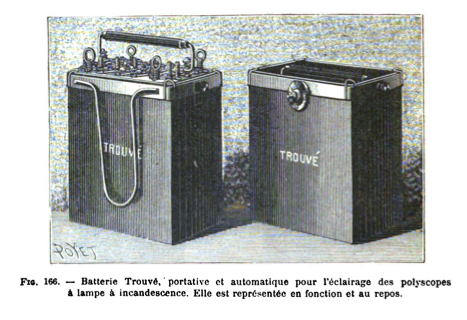 TROUVÉ
TROUVÉ
POYET
FIG. 166. — Batterie Trouvé, portative et automatique pour l'éclairage des polyscopes
à lampe à incandescence. Elle est représentée en fonction et au repos.